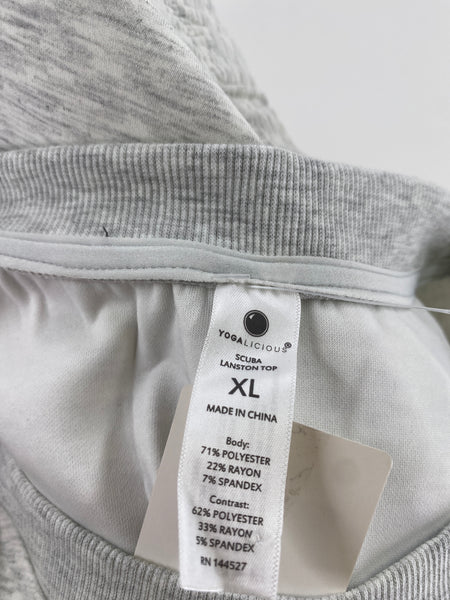 YOGALICIOUS®
SCUBA
LANSTON TOP
XL
MADE IN CHINA
Body:
71% POLYESTER
22% RAYON
7% SPANDEX
Contrast:
62% POLYESTER
33% RAYON
5% SPANDEX
RN 144527